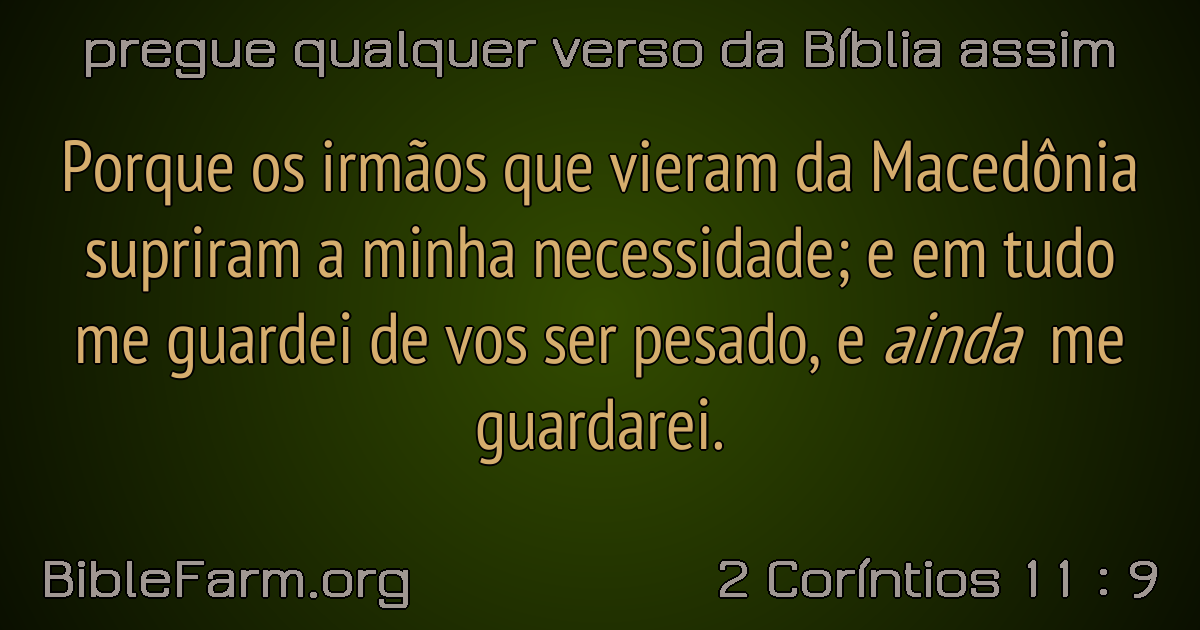 pregue qualquer verso da Bíblia assim
Porque os irmãos que vieram da Macedônia
supriram a minha necessidade; e em tudo
me guardei de vos ser pesado, e ainda me
guardarei.
BibleFarm.org
2 Coríntios 11 : 9